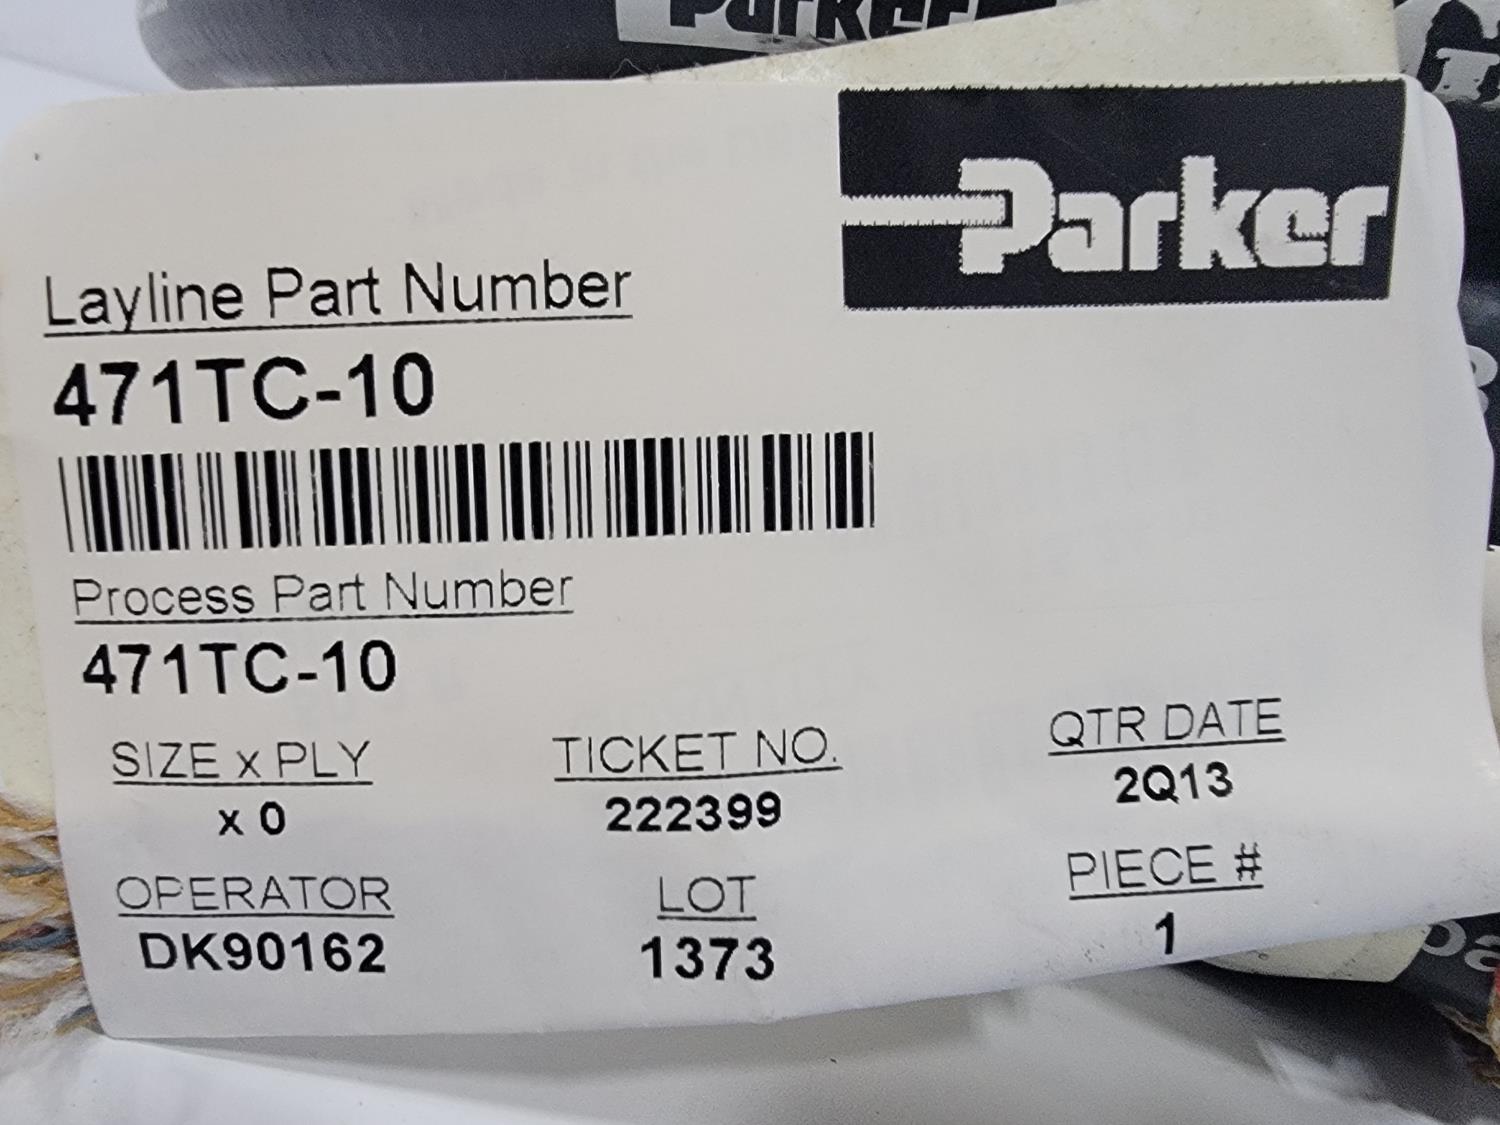 Parker
Parker
Layline Part Number
471TC-10
Process Part Number
471TC-10
SIZE x PLY
x 0
TICKET NO.
222399
QTR DATE
2Q13
OPERATOR
DK90162
LOT
1373
PIECE #
1